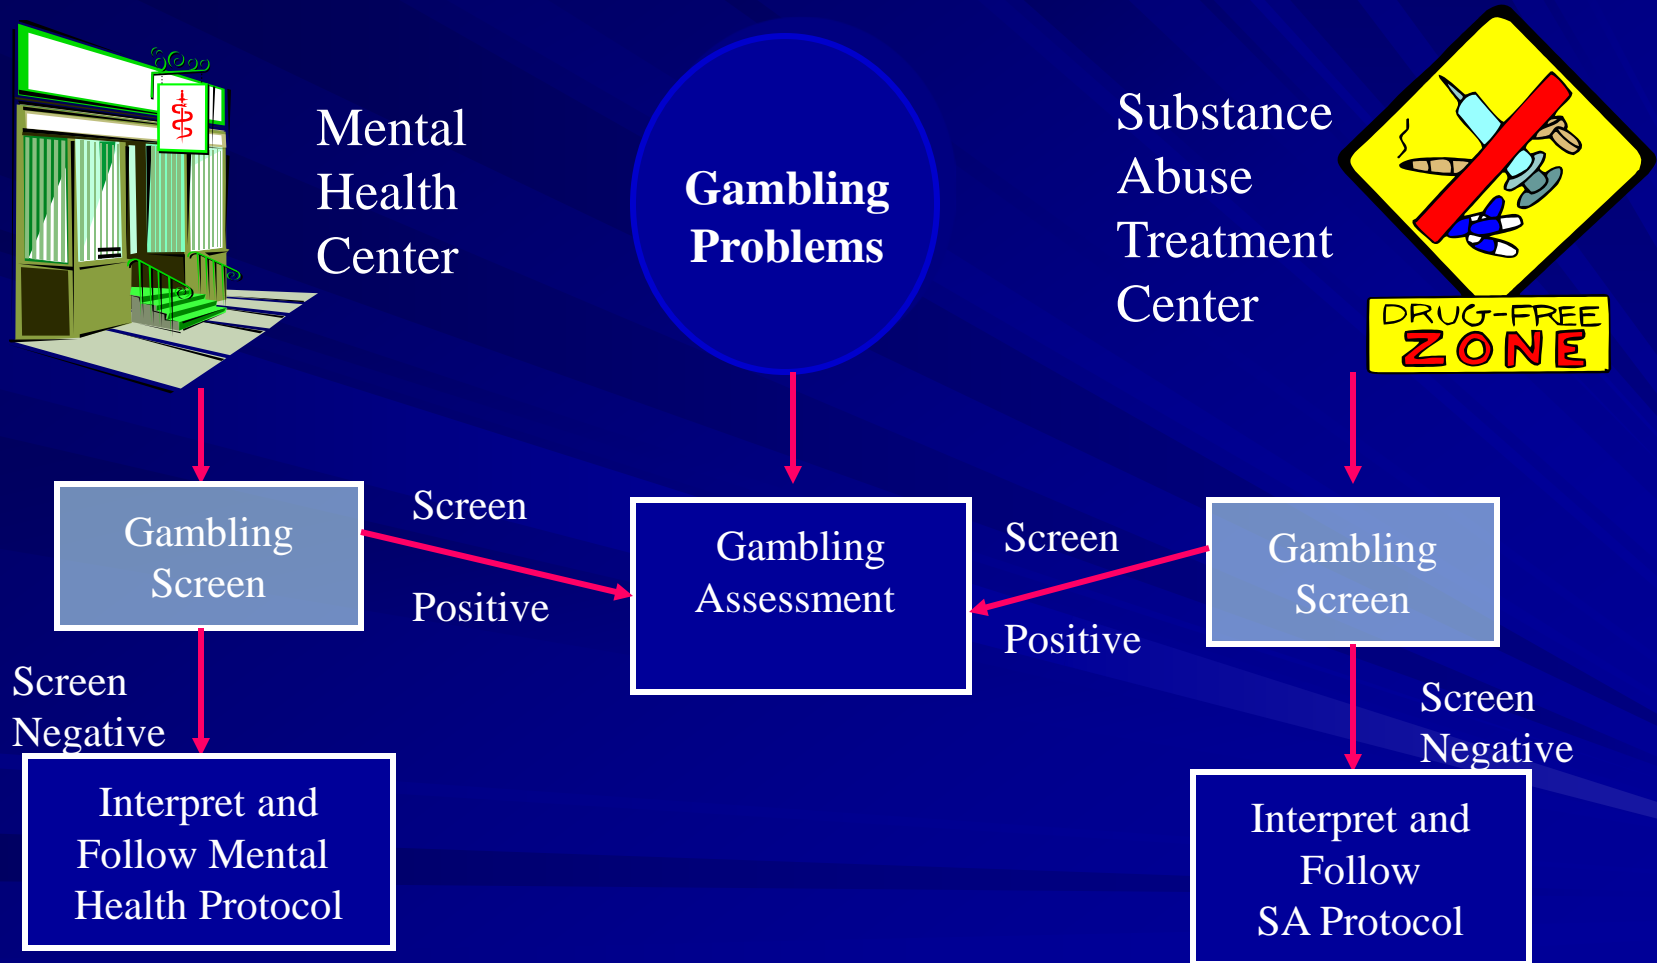 Mental
Health
Center
Gambling
Problems
Substance
Abuse
Treatment
Center
DRUG-FREE
ZONE
Gambling
Screen
Screen
Positive
Gambling
Assessment
Screen
Positive
Gambling
Screen
Screen
Negative
Screen
Negative
Interpret and
Follow Mental
Health Protocol
Interpret and
Follow
SA Protocol